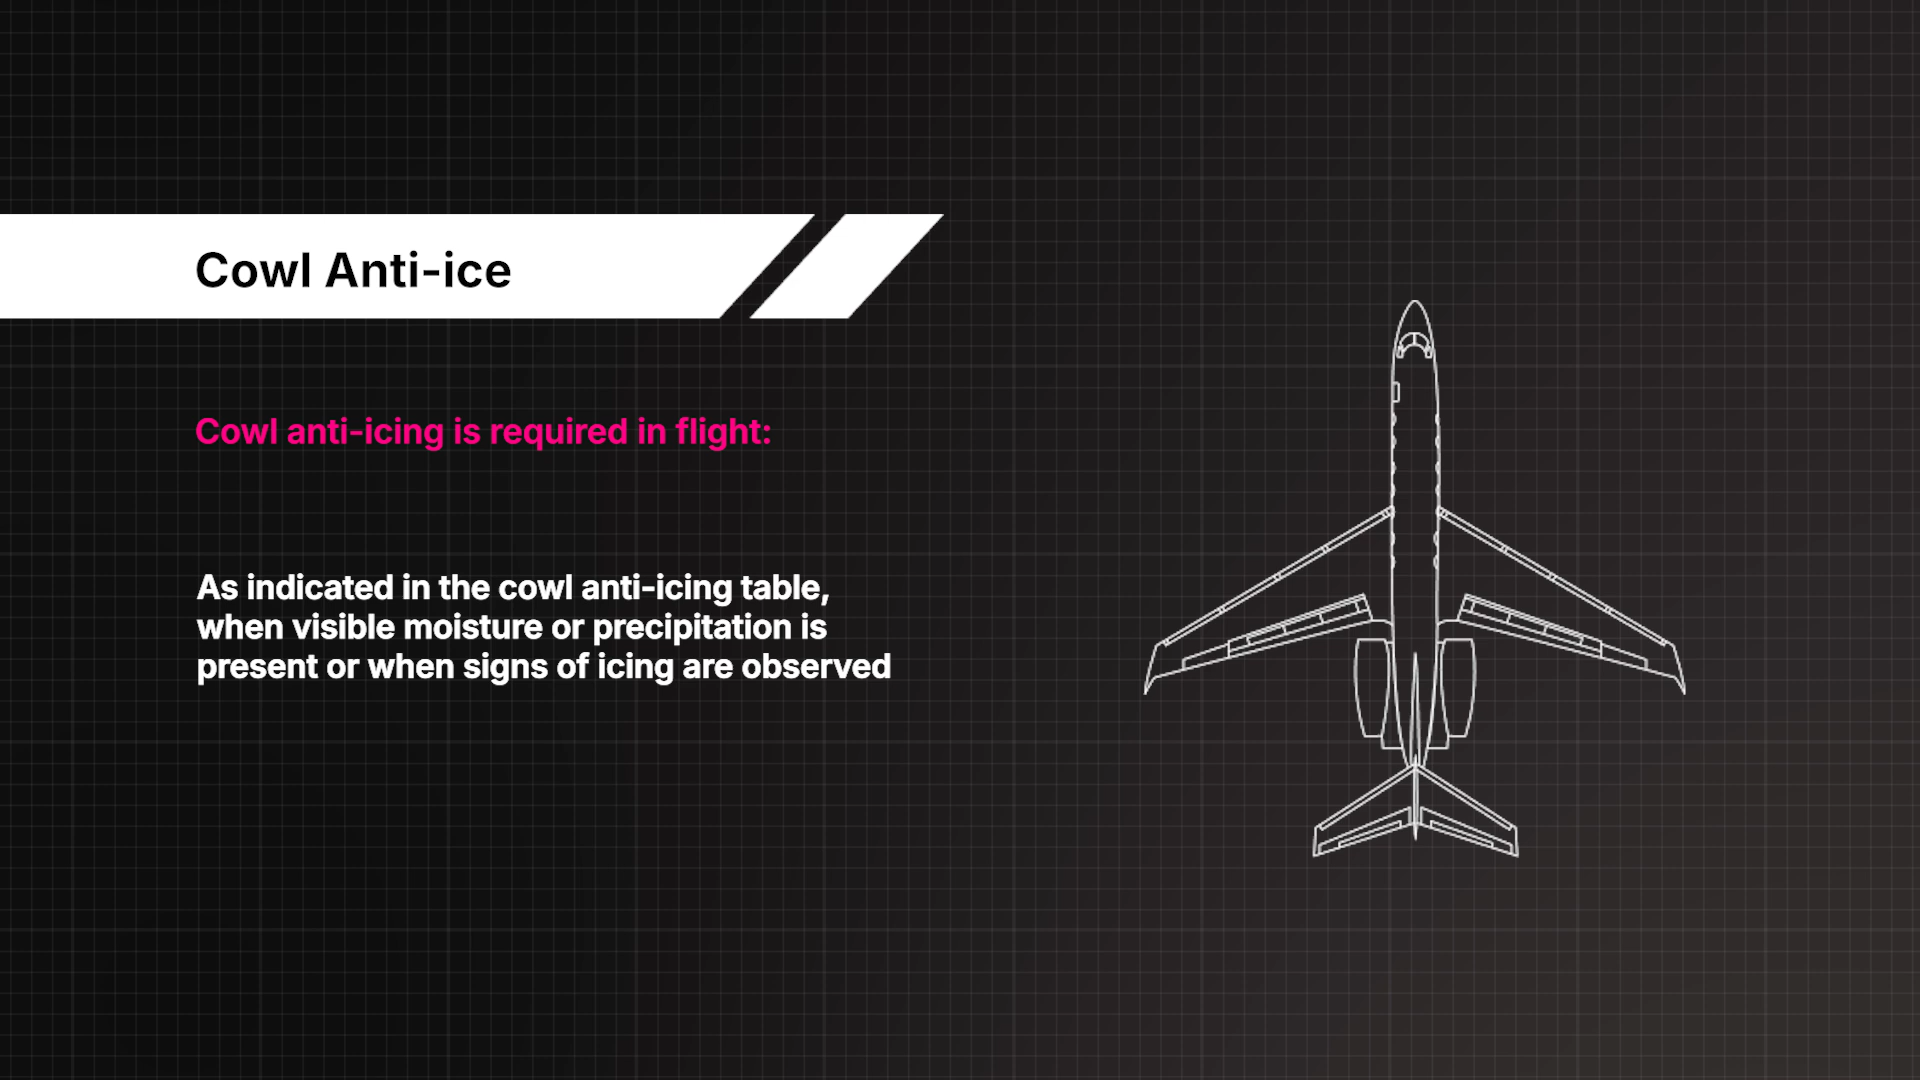 Cowl Anti-ice
Cowl anti-icing is required in flight:
As indicated in the cowl anti-icing table,
when visible moisture or precipitation is
present or when signs of icing are observed